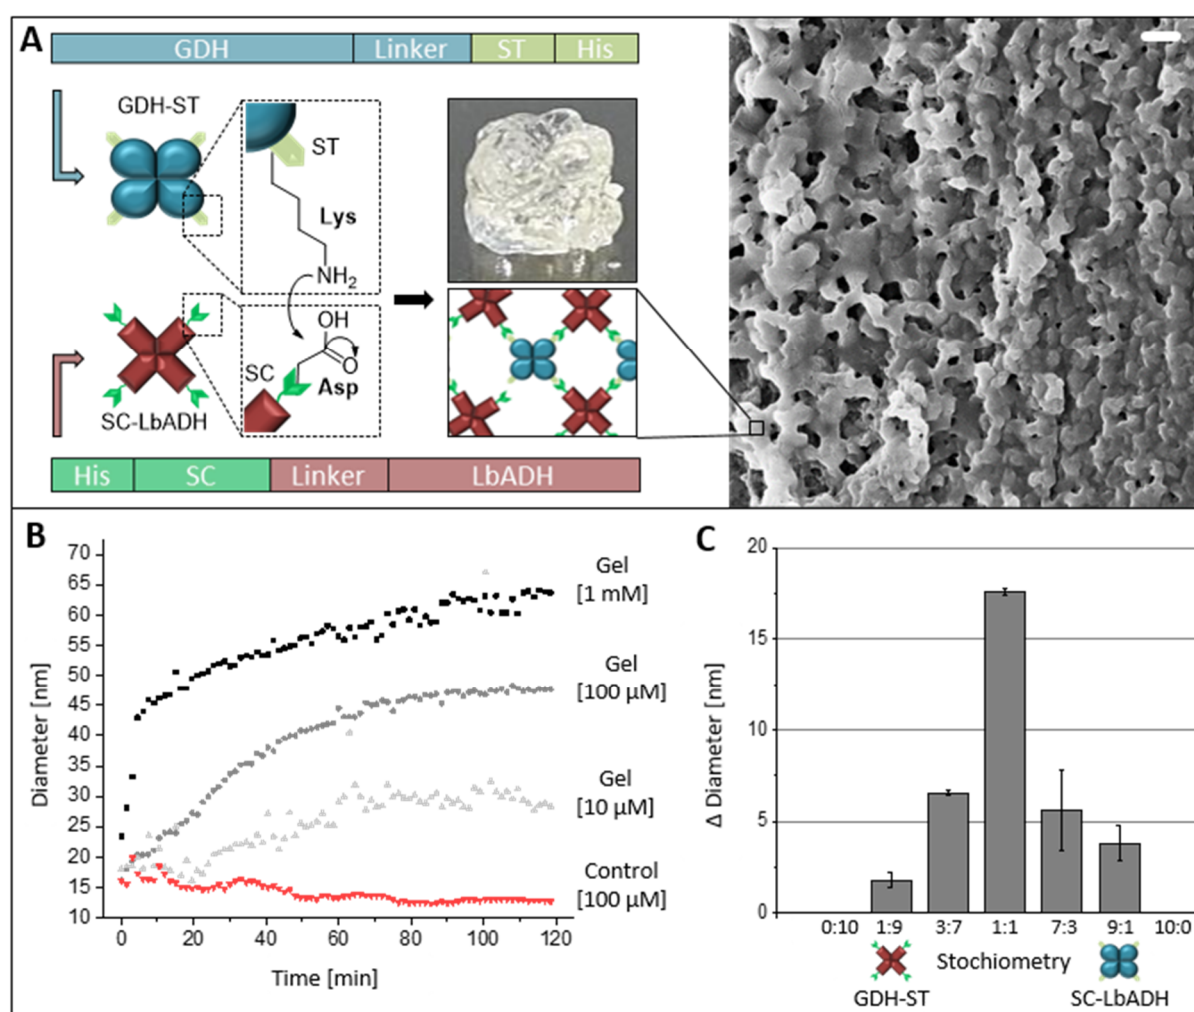 A
GDH Linker ST His
GDH-ST
ST
Lys
NH2
OH
O
SC
Asp
SC-LbADH
His SC Linker LbADH
B
70
65
60
55
50
45
40
35
30
25
20
15
10
Diameter [nm]
0 20 40 60 80 100 120
Time [min]
Gel
[1 mM]
Gel
[100 µM]
Gel
[10 µM]
Control
[100 µM]
C
20
15
10
5
0
Δ Diameter [nm]
0:10 1:9 3:7 1:1 7:3 9:1 10:0
Stochiometry
GDH-ST SC-LbADH